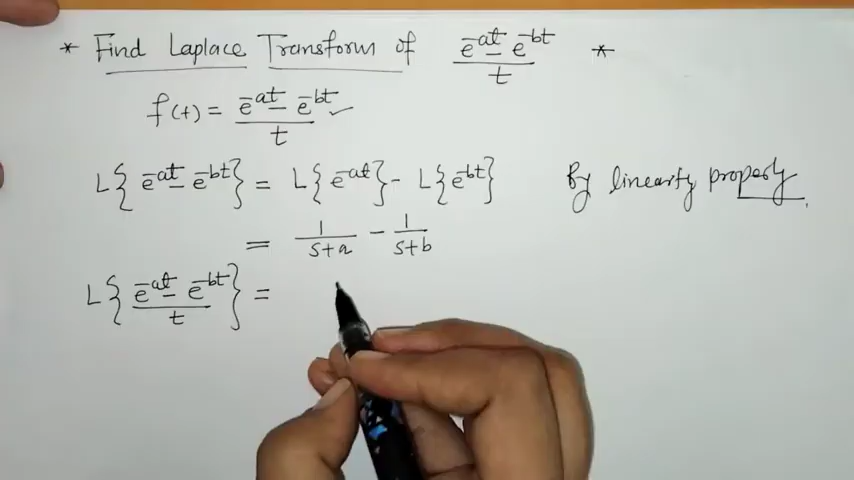 * Find Laplace Transform of (e^-at - e^-bt)/t *
f(t) = (e^-at - e^-bt)/t ✓
L{e^-at - e^-bt} = L{e^-at} - L{e^-bt} By linearity property.
= 1/(s+a) - 1/(s+b)
L{(e^-at - e^-bt)/t} =